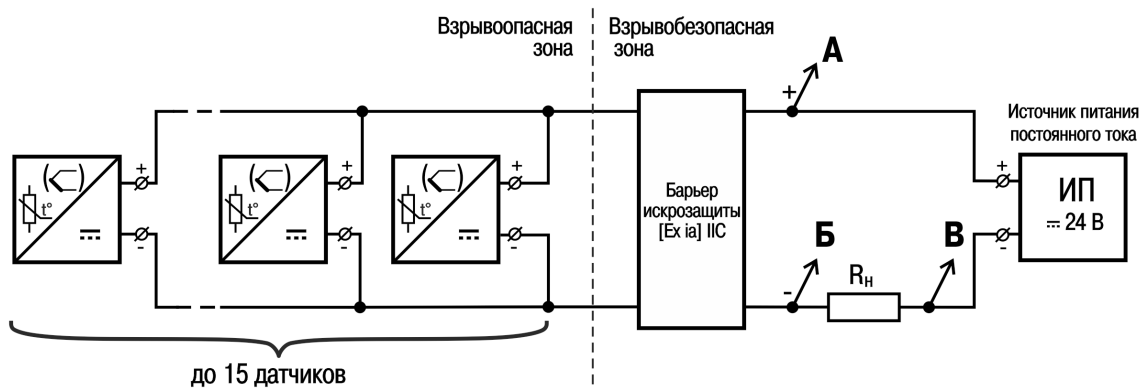 Взрывоопасная
зона
Взрывобезопасная
зона
А
+
Источник питания
постоянного тока
+
t°
-
+
t°
-
+
t°
-
Барьер
искрозащиты
[Ex ia] IIC
+
ИП
24 В
-
Б
-
Rн
В
до 15 датчиков